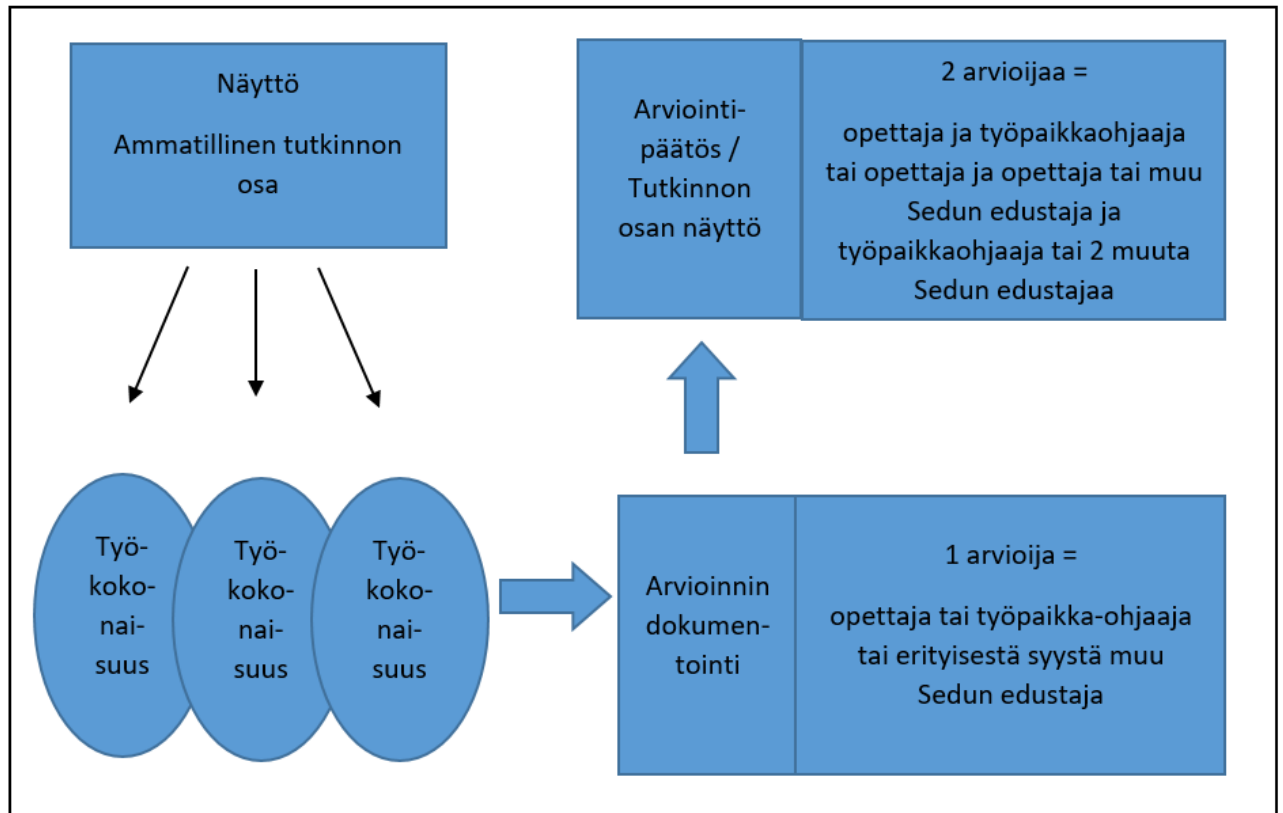 Näyttö
Ammatillinen tutkinnon
osa
Arviointi-
päätös /
Tutkinnon
osan näyttö
2 arvioijaa =
opettaja ja työpaikkaohjaaja
tai opettaja ja opettaja tai muu
Sedun edustaja ja
työpaikkaohjaaja tai 2 muuta
Sedun edustajaa
Työ-
koko-
nai-
suus
Työ-
koko-
nai-
suus
Työ-
koko-
nai-
suus
Arvioinnin
dokumen-
tointi
1 arvioija =
opettaja tai työpaikka-ohjaaja
tai erityisestä syystä muu
Sedun edustaja